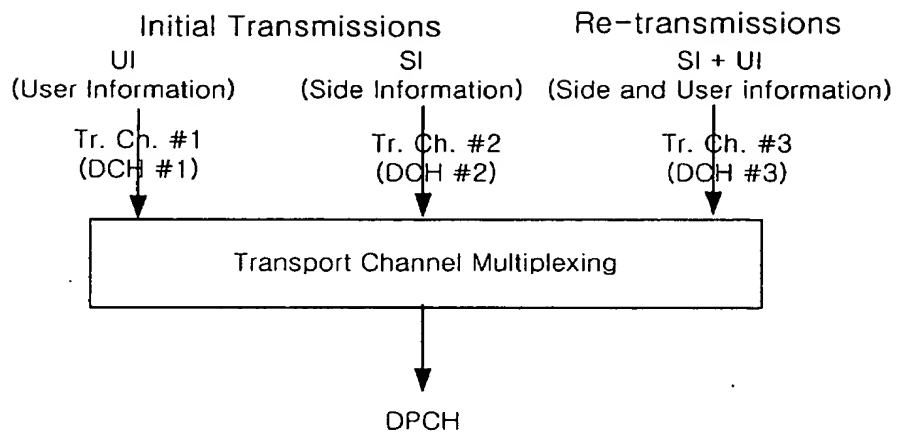 Initial Transmissions
Re-transmissions
UI
(User Information)
SI
(Side Information)
SI + UI
(Side and User information)
Tr. Ch. #1
(DCH #1)
Tr. Ch. #2
(DCH #2)
Tr. Ch. #3
(DCH #3)
Transport Channel Multiplexing
DPCH